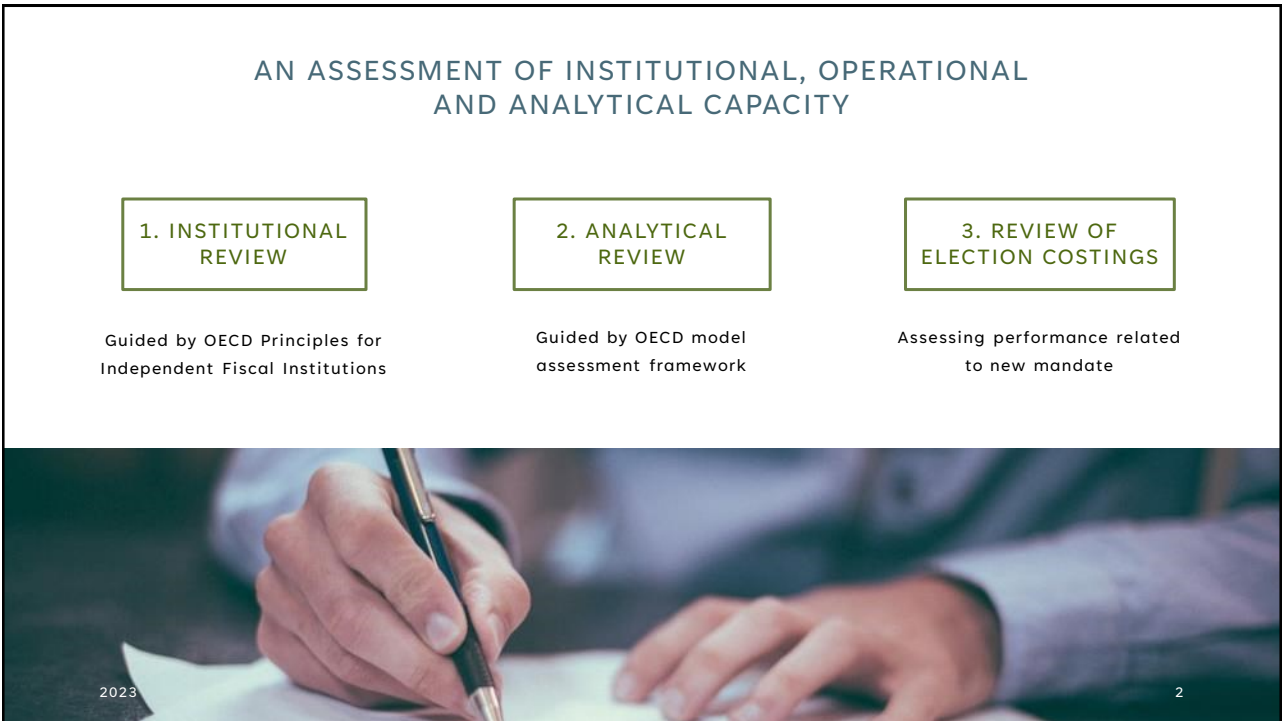 AN ASSESSMENT OF INSTITUTIONAL, OPERATIONAL
AND ANALYTICAL CAPACITY
1. INSTITUTIONAL
REVIEW
Guided by OECD Principles for
Independent Fiscal Institutions
2. ANALYTICAL
REVIEW
Guided by OECD model
assessment framework
3. REVIEW OF
ELECTION COSTINGS
Assessing performance related
to new mandate
2023
2